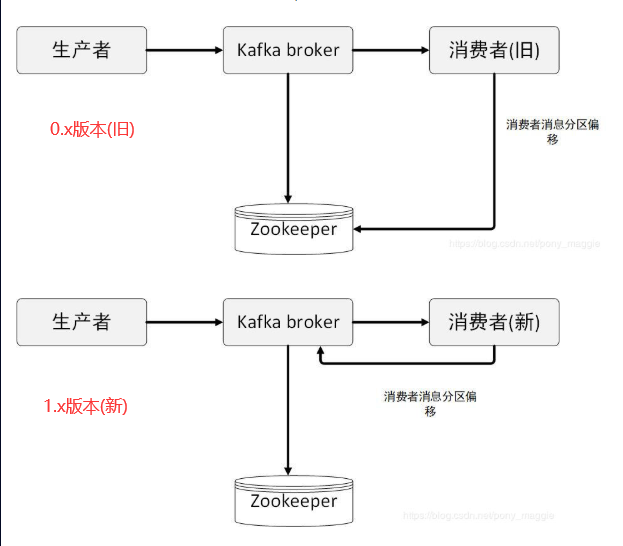 生产者
Kafka broker
消费者(旧)
0.x版本(旧)
消费者消息分区偏
移
Zookeeper
https://blog.csdn.net/pony_maggie
生产者
Kafka broker
消费者(新)
1.x版本(新)
消费者消息分区偏
移
Zookeeper
https://blog.csdn.net/pony_maggie